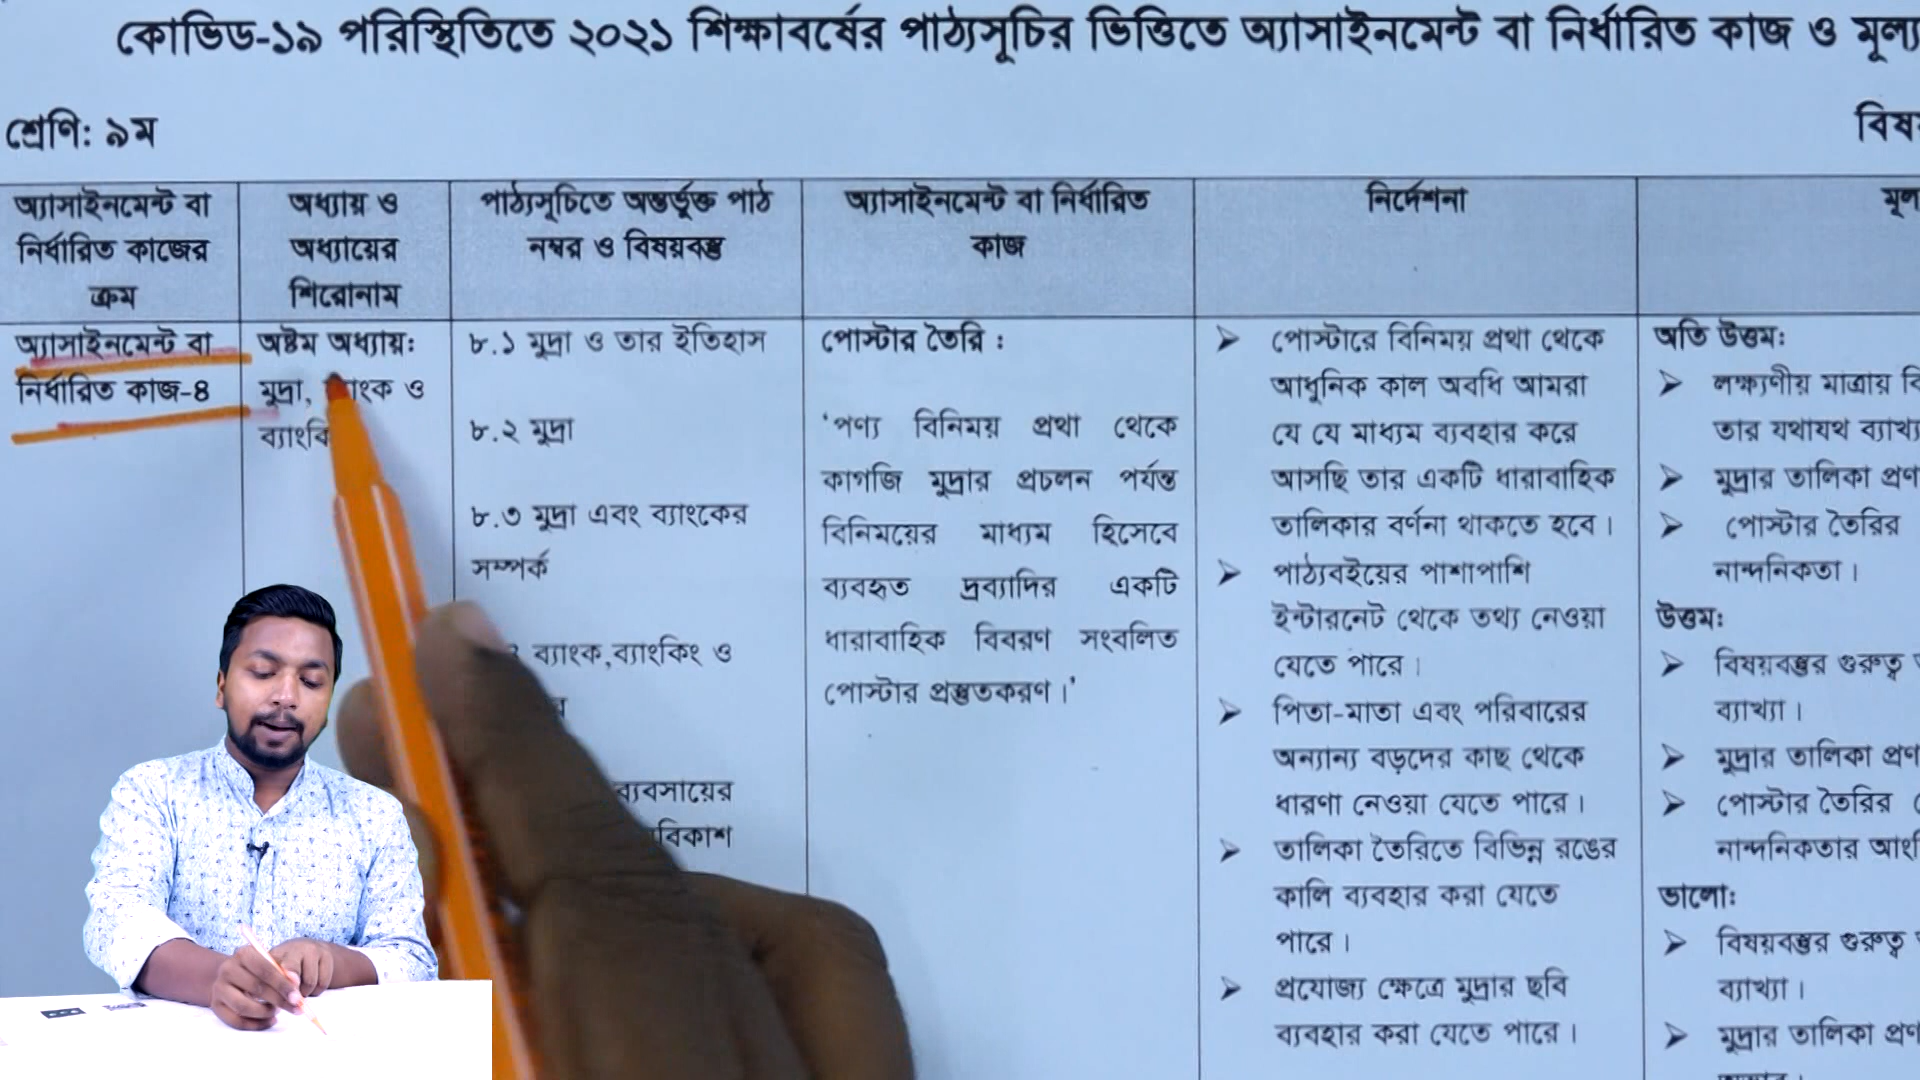 কোভিড-১৯ পরিস্থিতিতে ২০২১ শিক্ষাবর্ষের পাঠ্যসূচির ভিত্তিতে অ্যাসাইনমেন্ট বা নির্ধারিত কাজ ও
শ্রেণি: ৯ম
অ্যাসাইনমেন্ট বা
নির্ধারিত কাজের
ক্রম
অধ্যায় ও
অধ্যায়ের
শিরোনাম
পাঠ্যসূচিতে অন্তর্ভুক্ত পাঠ
নম্বর ও বিষয়বস্তু
অ্যাসাইনমেন্ট বা নির্ধারিত
কাজ
নির্দেশনা
অ্যাসাইনমেন্ট বা
নির্ধারিত কাজ-৪
অষ্টম অধ্যায়:
মুদ্রা, ও
৮.১ মুদ্রা ও তার ইতিহাস
৮.২ মুদ্রা
৮.৩ মুদ্রা এবং ব্যাংকের
সম্পর্ক
ব্যাংক,ব্যাংকিং ও
ব্যবসায়ের
পোস্টার তৈরি :
'পণ্য বিনিময় প্রথা থেকে
কাগজি মুদ্রার প্রচলন পর্যন্ত
বিনিময়ের মাধ্যম হিসেবে
ব্যবহৃত দ্রব্যাদির একটি
ধারাবাহিক বিবরণ সংবলিত
পোস্টার প্রস্তুতকরণ।'
➤ পোস্টারে বিনিময় প্রথা থেকে
আধুনিক কাল অবধি আমরা
যে যে মাধ্যম ব্যবহার করে
আসছি তার একটি ধারাবাহিক
তালিকার বর্ণনা থাকতে হবে।
➤ পাঠ্যবইয়ের পাশাপাশি
ইন্টারনেট থেকে তথ্য নেওয়া
যেতে পারে।
➤ পিতা-মাতা এবং পরিবারের
অন্যান্য বড়দের কাছ থেকে
ধারণা নেওয়া যেতে পারে।
➤ তালিকা তৈরিতে বিভিন্ন রঙের
কালি ব্যবহার করা যেতে
পারে।
➤ প্রযোজ্য ক্ষেত্রে মুদ্রার ছবি
ব্যবহার করা যেতে পারে।
অতি উত্তম:
➤ লক্ষ্যণীয় মাত্রায়
তার যথাযথ
➤ মুদ্রার তালিকা
➤ পোস্টার তৈরির
নান্দনিকতা।
উত্তম:
➤ বিষয়বস্তুর গুরুত্ব
ব্যাখ্যা।
➤ মুদ্রার তালিকা
➤ পোস্টার তৈরির
নান্দনিকতার
ভালো:
➤ বিষয়বস্তুর গুরুত্ব
ব্যাখ্যা।
➤ মুদ্রার তালিকা